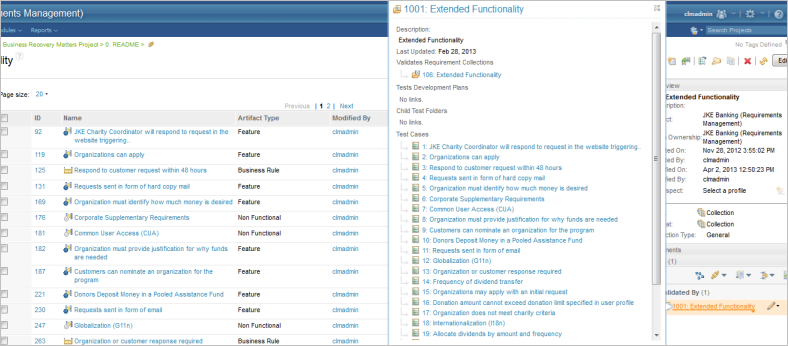 ents Management)
dules Reports
Business Recovery Matters Project > 0 README >
lity
Page size: 20
Previous | 1 2 | Next
ID Name Artifact Type Modified By
92 JKE Charity Coordinator will respond to request in the website triggering. Feature clmadmin
119 Organizations can apply Feature clmadmin
125 Respond to customer request within 48 hours Business Rule clmadmin
131 Requests sent in form of hard copy mail Feature clmadmin
169 Organization must identify how much money is desired Feature clmadmin
176 Corporate Supplementary Requirements Non Functional clmadmin
181 Common User Access (CUA) Non Functional clmadmin
182 Organization must provide justification for why funds are needed Feature clmadmin
187 Customers can nominate an organization for the program Feature clmadmin
221 Donors Deposit Money in a Pooled Assistance Fund Feature clmadmin
230 Requests sent in form of email Feature clmadmin
247 Globalization (G11n) Non Functional clmadmin
263 Organization or customer response required Business Rule clmadmin
1001: Extended Functionality
Description:
Extended Functionality
Last Updated: Feb 28, 2013
Validates Requirement Collections
106: Extended Functionality
Tests Development Plans
No links.
Child Test Folders
No links.
Test Cases
1: JKE Charity Coordinator will respond to request in the website triggering..
2: Organizations can apply
3: Respond to customer request within 48 hours
4: Requests sent in form of hard copy mail
5: Organization must identify how much money is desired
6: Corporate Supplementary Requirements
7: Common User Access (CUA)
8: Organization must provide justification for why funds are needed
9: Customers can nominate an organization for the program
10: Donors Deposit Money in a Pooled Assistance Fund
11: Requests sent in form of email
12: Globalization (G11n)
13: Organization or customer response required
14: Frequency of dividend transfer
15: Organizations may apply with an initial request
16: Donation amount cannot exceed donation limit specified in user profile
17: Organization does not meet charity criteria
18: Internationalization (I18n)
19: Allocate dividends by amount and frequency
clmadmin
Search Projects
No Tags Defined
Edi
view
Extended Functionality
ription:
ct: JKE Banking (Requirements Management)
Ownership: JKE Banking (Requirements Management)
ed On: Nov 28, 2012 3:55:02 PM
ed By: clmadmin
fied On: Apr 2, 2013 12:50:23 PM
fied By: clmadmin
spect: Select a profile
Collection
at: Collection
ction Type: General
ments
(1)
lidated By (1)
1001: Extended Functionality